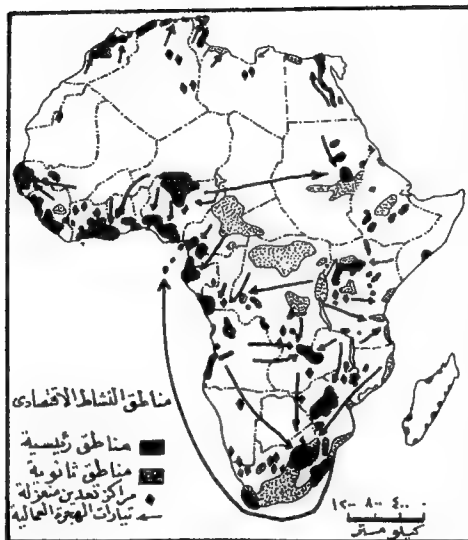 مناطق النشاط الاقتصادى
مناطق رئيسية
مناطق ثانوية
مراكز تعدين منعزلة
تيارات الهجرة العمالية
١٢٠٠ ٨٠٠ ٤٠٠ ٠
كيلو متر